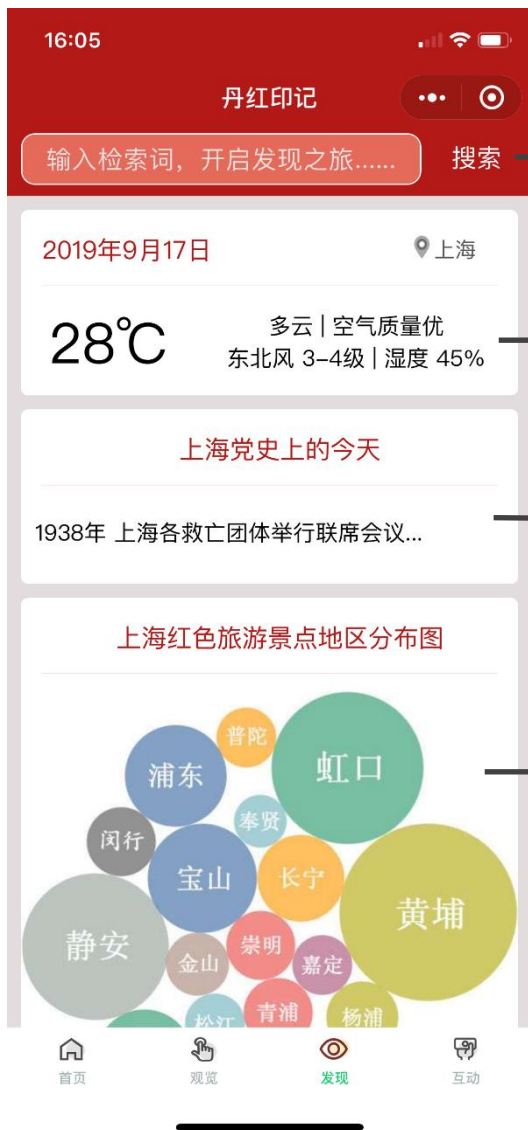 16:05
丹红印记
输入检索词，开启发现之旅......
搜索
2019年9月17日
上海
28℃
多云 | 空气质量优
东北风 3-4级 | 湿度 45%
上海党史上的今天
1938年 上海各救亡团体举行联席会议...
上海红色旅游景点地区分布图
普陀
浦东
虹口
奉贤
闵行
宝山
长宁
黄埔
静安
崇明
金山
嘉定
青浦
松江
杨浦
首页
观览
发现
互动